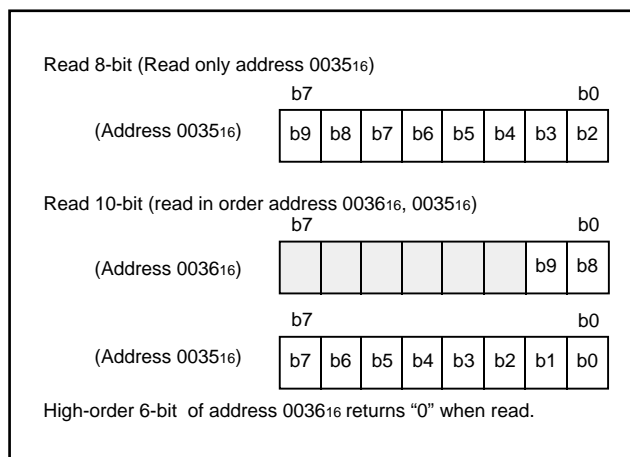 Read 8-bit (Read only address 003516)
b7 b0
(Address 003516) b9 b8 b7 b6 b5 b4 b3 b2
Read 10-bit (read in order address 003616, 003516)
b7 b0
(Address 003616) b9 b8
b7 b0
(Address 003516) b7 b6 b5 b4 b3 b2 b1 b0
High-order 6-bit of address 003616 returns “0” when read.